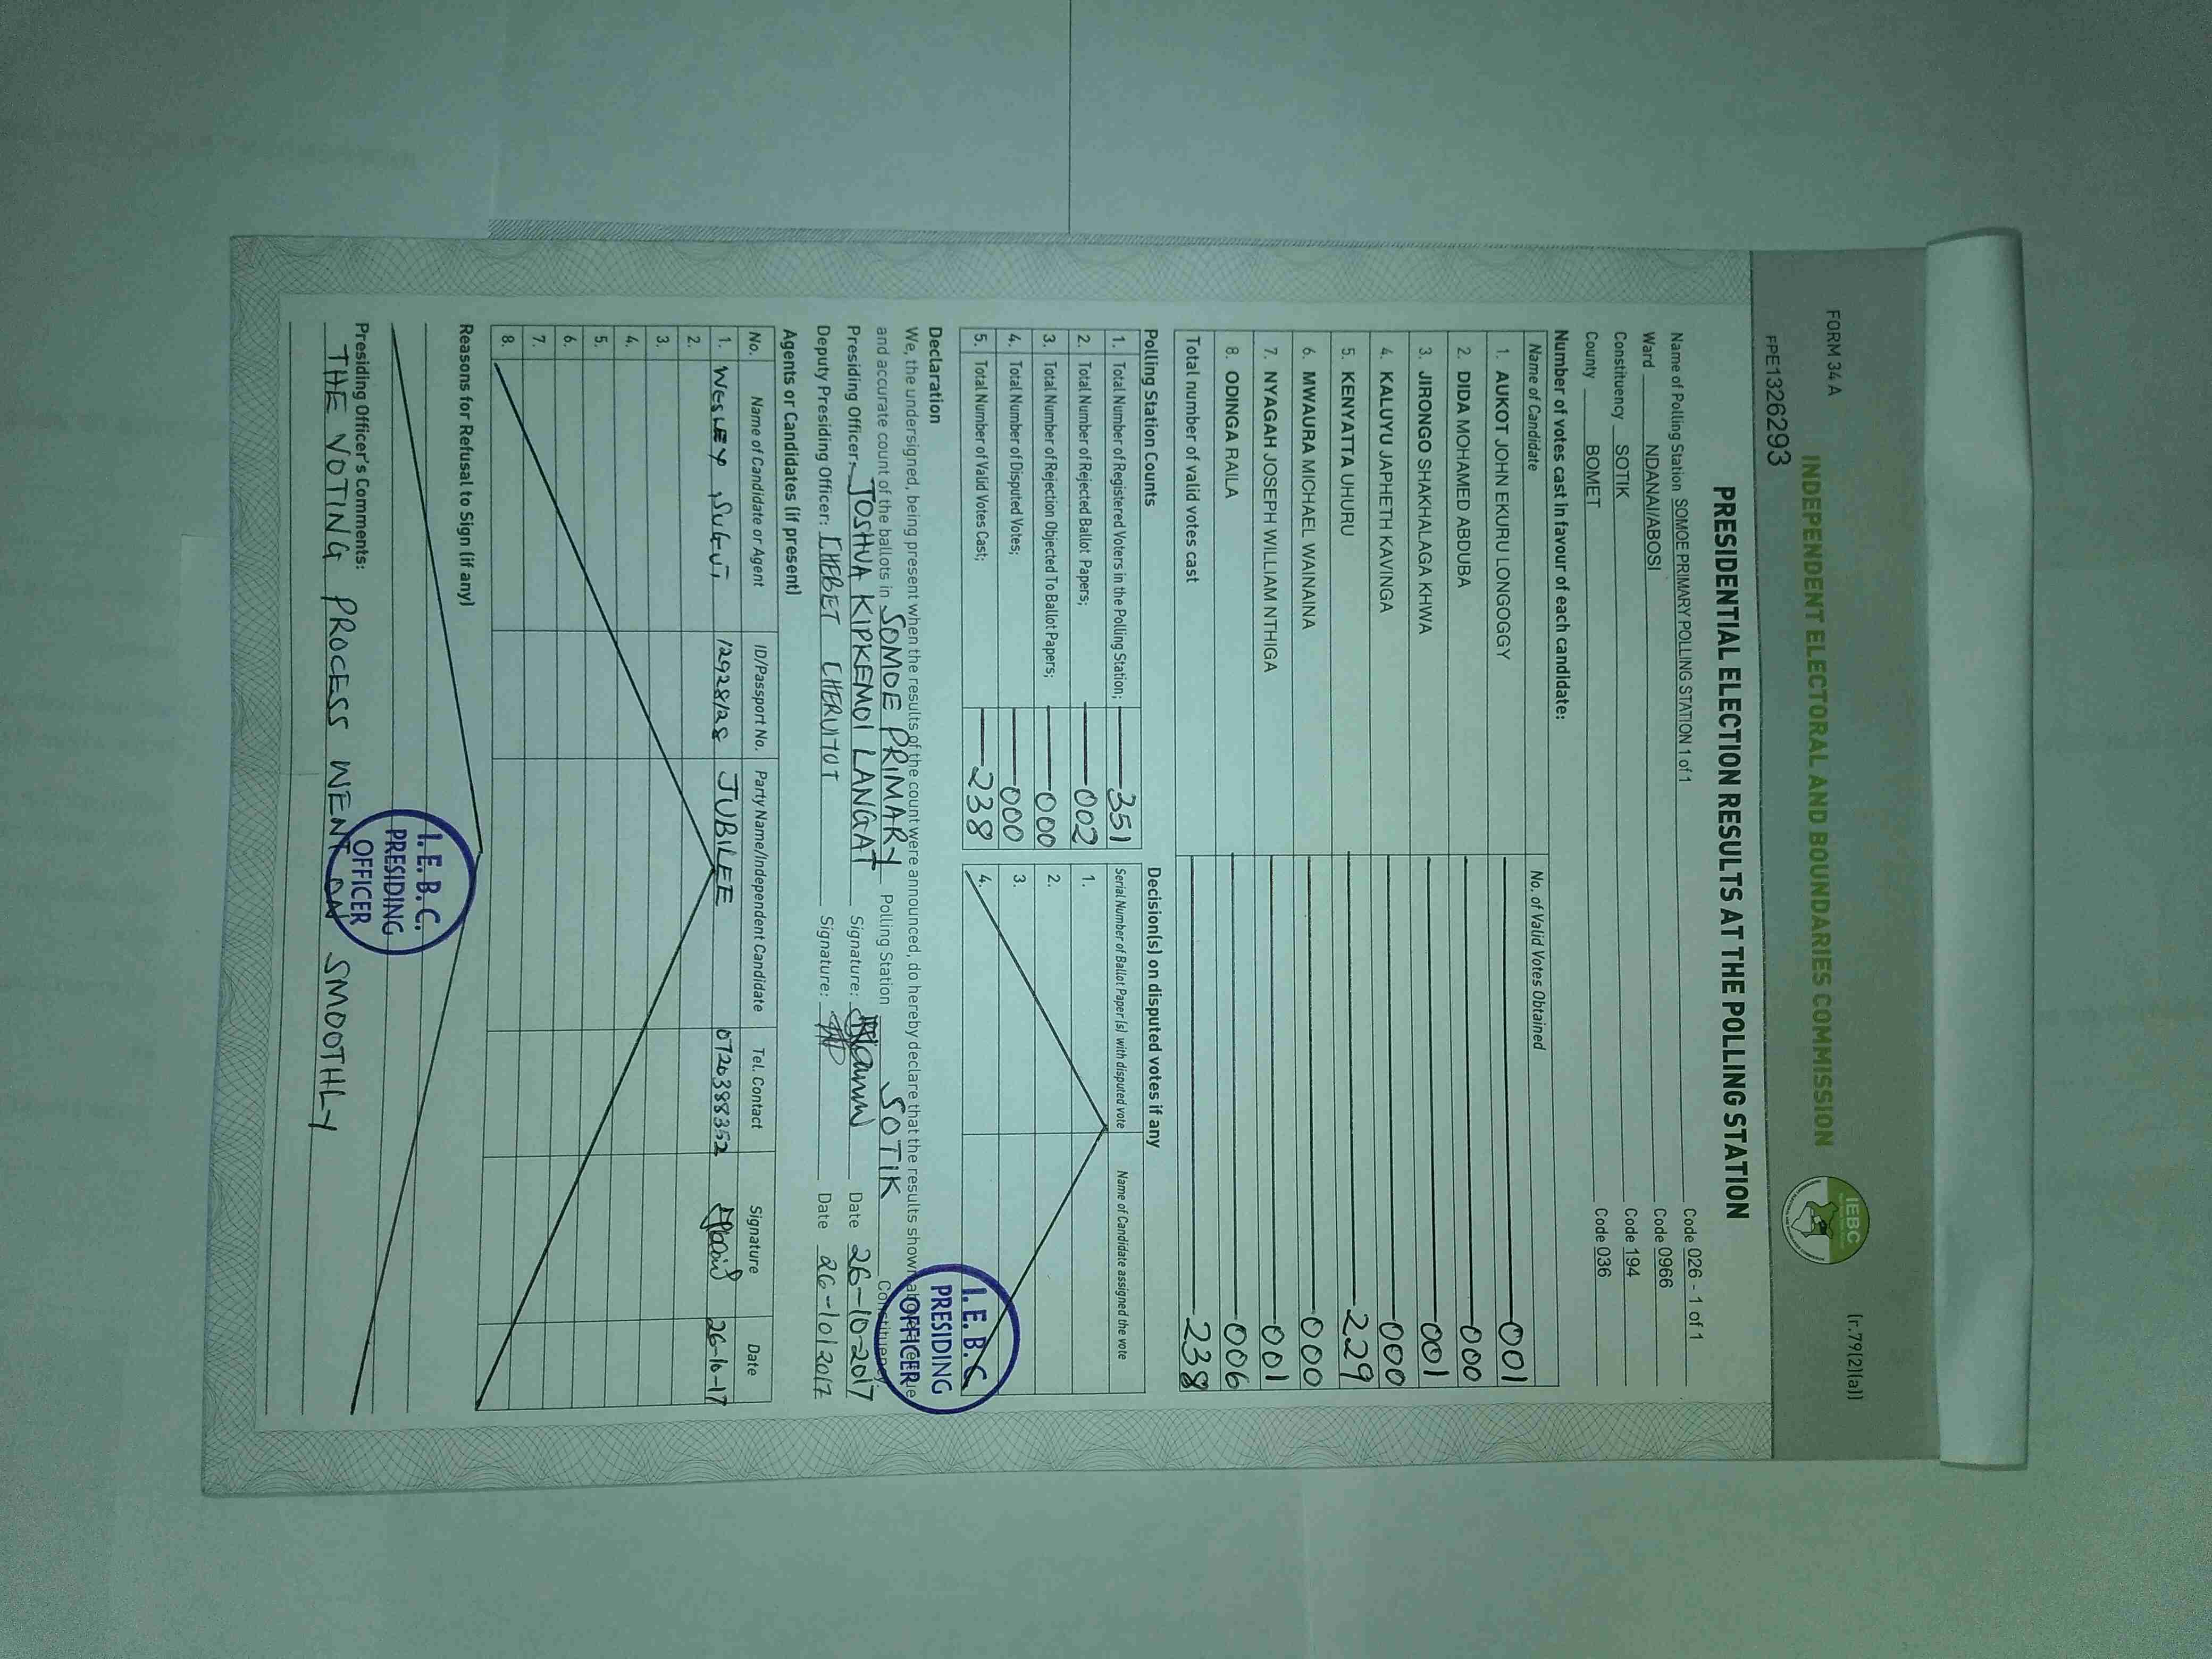 FORM 34 A
(r.79(2)(a))
INDEPENDENT ELECTORAL AND BOUNDARIES COMMISSION
IEBC
FPE1326293
PRESIDENTIAL ELECTION RESULTS AT THE POLLING STATION
Name of Polling Station SOMOE PRIMARY POLLING STATION 1 of 1 Code 026 - 1 of 1
Ward NDANAI/ABOSI Code 0966
Constituency SOTIK Code 194
County BOMET Code 036
Number of votes cast in favour of each candidate:
Name of Candidate No. of Valid Votes Obtained
1. AUKOT JOHN EKURU LONGOGGY 001
2. DIDA MOHAMED ABDUBA 000
3. JIRONGO SHAKHALAGA KHWA 001
4. KALUYU JAPHETH KAVINGA 000
5. KENYATTA UHURU 229
6. MWAURA MICHAEL WAINAINA 000
7. NYAGAH JOSEPH WILLIAM NTHIGA 001
8. ODINGA RAILA 006
Total number of valid votes cast 238
Polling Station Counts Decision(s) on disputed votes if any
1. Total Number of Registered Voters in the Polling Station; 351 Serial Number of Ballot Paper (s) with disputed vote Name of Candidate assigned the vote
2. Total Number of Rejected Ballot Papers; 002 1.
3. Total Number of Rejection Objected To Ballot Papers; 000 2.
4. Total Number of Disputed Votes; 000 3.
5. Total Number of Valid Votes Cast; 238 4.
I.E.B.C PRESIDING OFFICER
Declaration
We, the undersigned, being present when the results of the count were announced, do hereby declare that the results shown
and accurate count of the ballots in SOMOE PRIMARY Polling Station SOTIK Constituency
Presiding Officer: JOSHUA KIPKEMOI LANGAT Signature: Date 26-10-2017
Deputy Presiding Officer: CHEBET CHERUIYOT Signature: Date 26-10/2017
Agents or Candidates (if present)
No. Name of Candidate or Agent ID/Passport No. Party Name/Independent Candidate Tel. Contact Signature Date
1. WESLEY 12928128 JUBILEE 0720388352 26-10-17
2.
3.
4.
5.
6.
7.
8.
Reasons for Refusal to Sign (if any)
I.E.B.C. PRESIDING OFFICER
Presiding Officer's Comments:
THE VOTING PROCESS WENT ON SMOOTHLY